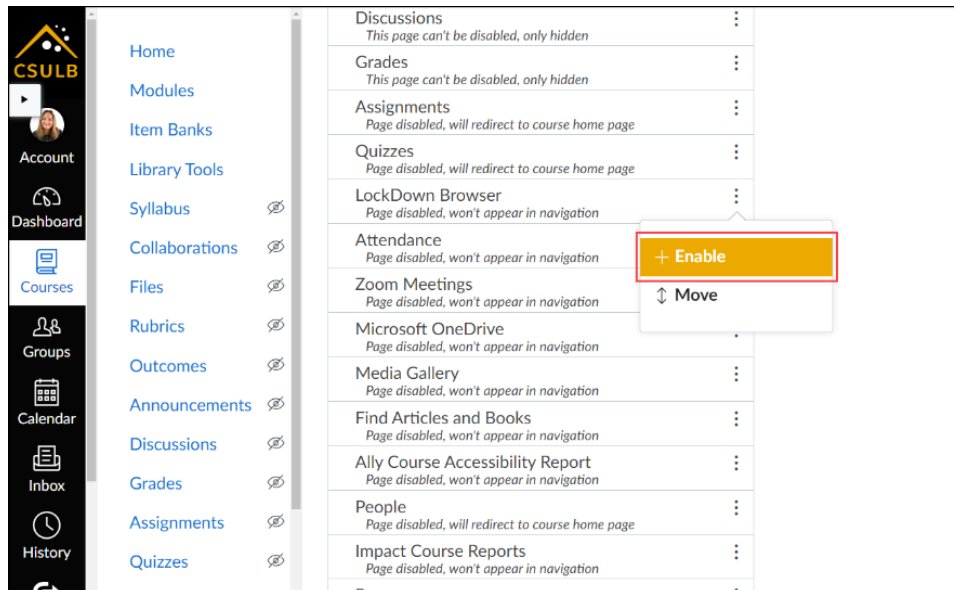 CSULB
Account
Dashboard
Courses
Groups
Calendar
Inbox
History
Home
Modules
Item Banks
Library Tools
Syllabus
Collaborations
Files
Rubrics
Outcomes
Announcements
Discussions
Grades
Assignments
Quizzes
Discussions
This page can't be disabled, only hidden
Grades
This page can't be disabled, only hidden
Assignments
Page disabled, will redirect to course home page
Quizzes
Page disabled, will redirect to course home page
LockDown Browser
Page disabled, won't appear in navigation
Attendance
Page disabled, won't appear in navigation
Zoom Meetings
Page disabled, won't appear in navigation
Microsoft OneDrive
Page disabled, won't appear in navigation
Media Gallery
Page disabled, won't appear in navigation
Find Articles and Books
Page disabled, won't appear in navigation
Ally Course Accessibility Report
Page disabled, won't appear in navigation
People
Page disabled, will redirect to course home page
Impact Course Reports
Page disabled, won't appear in navigation
Enable
Move